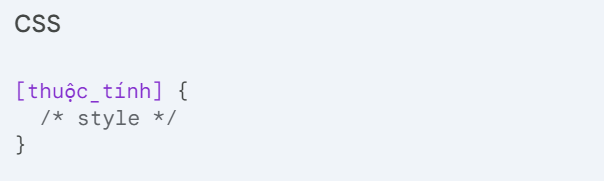 CSS
[thuộc_tính] {
  /* style */
}